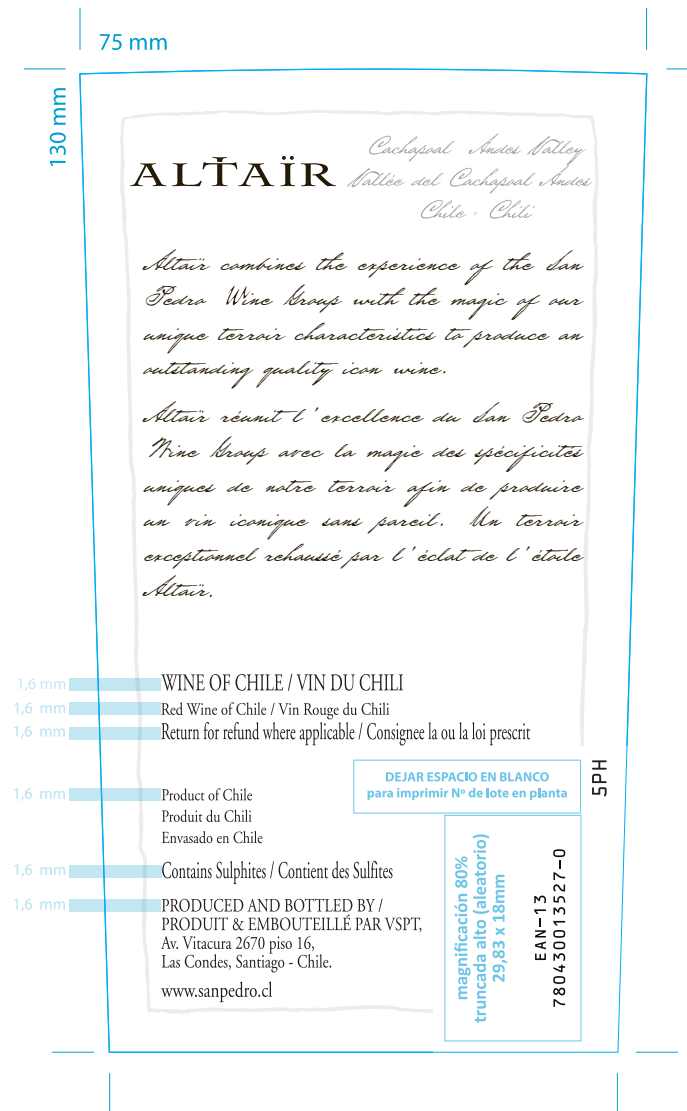 75 mm
130 mm
ALTAÏR
Cachapoal Andes Valley
Vallée del Cachapoal Andes
Chile - Chili
Altaïr combines the experience of the San
Pedro Wine Group with the magic of our
unique terroir characteristics to produce an
outstanding quality icon wine.
Altaïr réunit l'excellence du San Pedro
Wine Group avec la magie des spécificités
uniques de notre terroir afin de produire
un vin iconique sans pareil. Un terroir
exceptionnel rehaussé par l'éclat de l'étoile
Altaïr.
1,6 mm
WINE OF CHILE / VIN DU CHILI
1,6 mm
Red Wine of Chile / Vin Rouge du Chili
1,6 mm
Return for refund where applicable / Consignee la ou la loi prescrit
DEJAR ESPACIO EN BLANCO
para imprimir Nº de lote en planta
5PH
1,6 mm
Product of Chile
Produit du Chili
Envasado en Chile
1,6 mm
Contains Sulphites / Contient des Sulfites
1,6 mm
PRODUCED AND BOTTLED BY /
PRODUIT & EMBOUTEILLÉ PAR VSPT,
Av. Vitacura 2670 piso 16,
Las Condes, Santiago - Chile.
www.sanpedro.cl
magnificación 80%
truncada alto (aleatorio)
29,83 x 18mm
EAN-13
780430013527-0